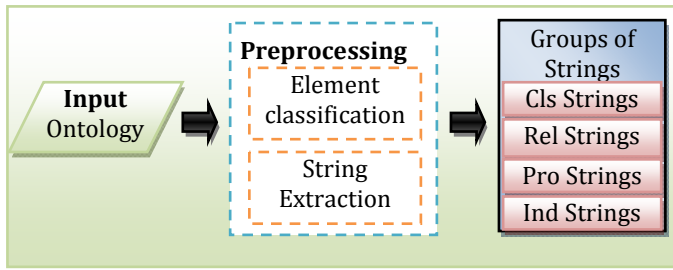 Input
Ontology
Preprocessing
Element
classification
String
Extraction
Groups of
Strings
Cls Strings
Rel Strings
Pro Strings
Ind Strings